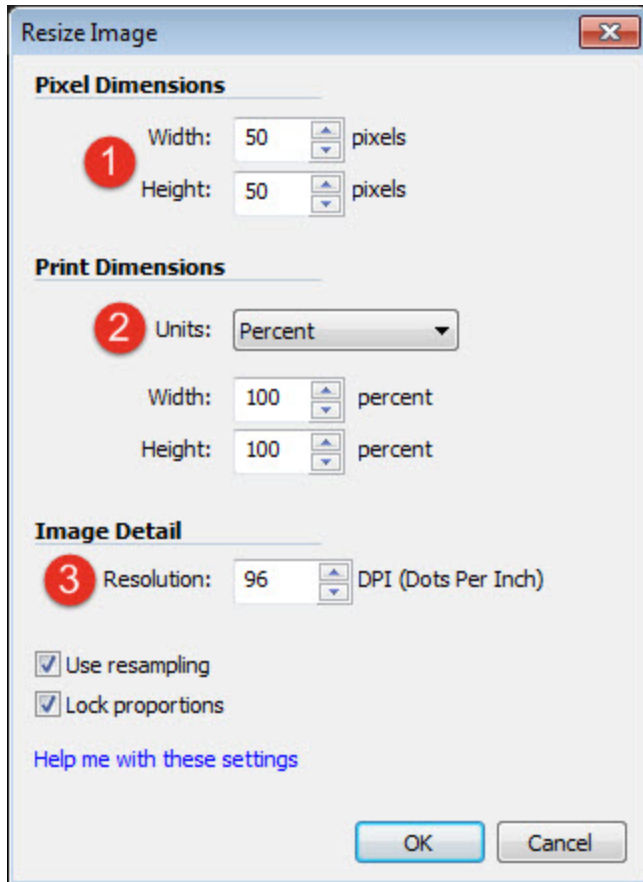 Resize Image
Pixel Dimensions
Width: 50 pixels
1
Height: 50 pixels
Print Dimensions
2 Units: Percent
Width: 100 percent
Height: 100 percent
Image Detail
3 Resolution: 96 DPI (Dots Per Inch)
Use resampling
Lock proportions
Help me with these settings
OK Cancel